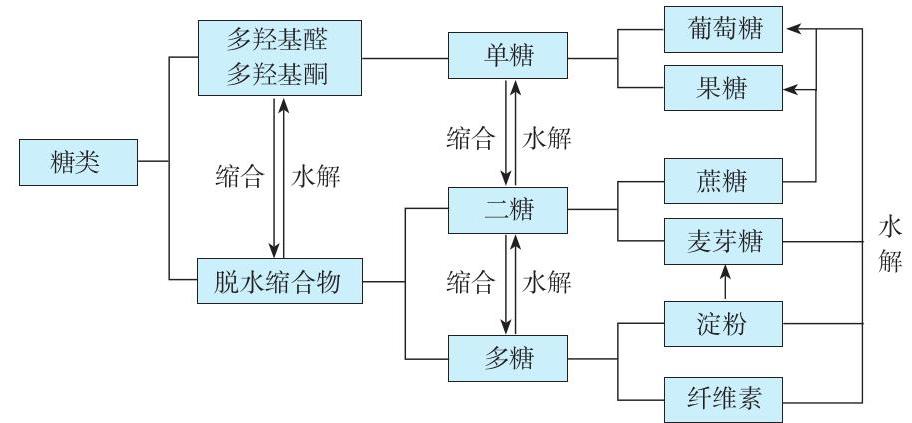 糖类
多羟基醛
多羟基酮
缩合
水解
脱水缩合物
单糖
缩合
水解
二糖
缩合
水解
多糖
葡萄糖
果糖
蔗糖
麦芽糖
淀粉
纤维素
水
解